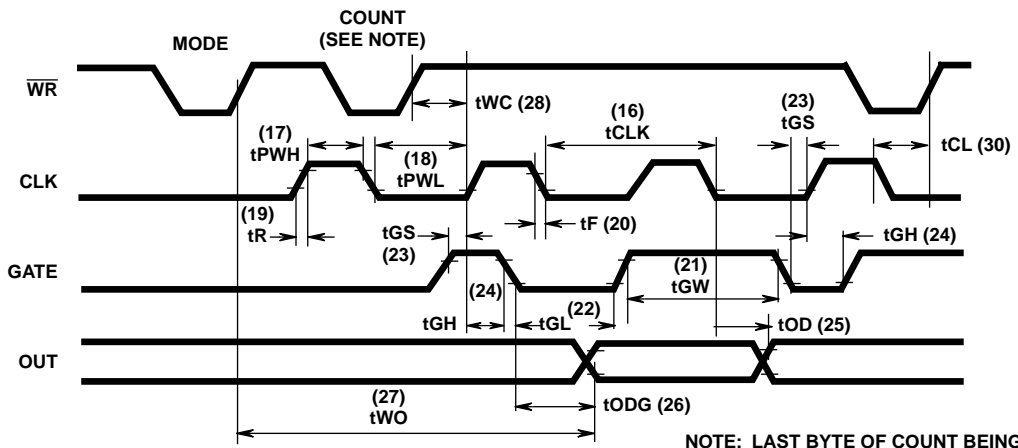 COUNT
(SEE NOTE)
MODE
WR
tWC (28)
(16)
tCLK
(23)
tGS
tCL (30)
(17)
tPWH
(18)
tPWL
CLK
(19)
tR
tF (20)
tGS
(23)
tGH (24)
GATE
(24)
tGH
(22)
tGL
(21)
tGW
tOD (25)
OUT
(27)
tWO
tODG (26)
NOTE: LAST BYTE OF COUNT BEING